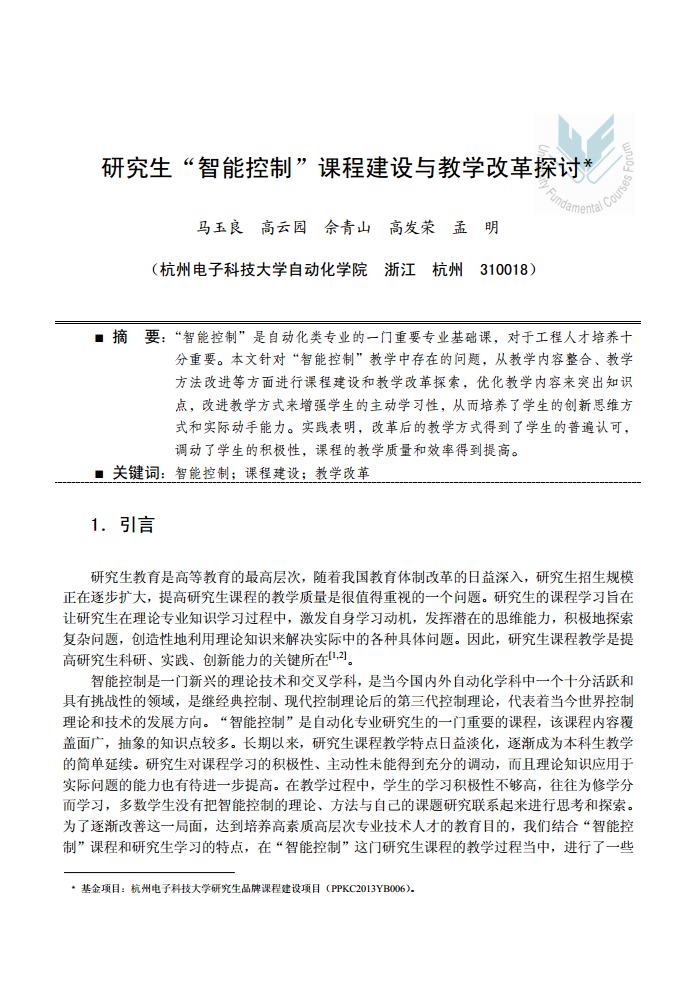 University Fundamental Courses Forum
研究生“智能控制”课程建设与教学改革探讨*
马玉良 高云园 佘青山 高发荣 孟 明
（杭州电子科技大学自动化学院 浙江 杭州 310018）
■ 摘 要：“智能控制”是自动化类专业的一门重要专业基础课，对于工程人才培养十
分重要。本文针对“智能控制”教学中存在的问题，从教学内容整合、教学
方法改进等方面进行课程建设和教学改革探索，优化教学内容来突出知识
点，改进教学方式来增强学生的主动学习性，从而培养了学生的创新思维方
式和实际动手能力。实践表明，改革后的教学方式得到了学生的普遍认可，
调动了学生的积极性，课程的教学质量和效率得到提高。
■ 关键词：智能控制；课程建设；教学改革
1．引言
研究生教育是高等教育的最高层次，随着我国教育体制改革的日益深入，研究生招生规模
正在逐步扩大，提高研究生课程的教学质量是很值得重视的一个问题。研究生的课程学习旨在
让研究生在理论专业知识学习过程中，激发自身学习动机，发挥潜在的思维能力，积极地探索
复杂问题，创造性地利用理论知识来解决实际中的各种具体问题。因此，研究生课程教学是提
高研究生科研、实践、创新能力的关键所在[1,2]。
智能控制是一门新兴的理论技术和交叉学科，是当今国内外自动化学科中一个十分活跃和
具有挑战性的领域，是继经典控制、现代控制理论后的第三代控制理论，代表着当今世界控制
理论和技术的发展方向。“智能控制”是自动化专业研究生的一门重要的课程，该课程内容覆
盖面广，抽象的知识点较多。长期以来，研究生课程教学特点日益淡化，逐渐成为本科生教学
的简单延续。研究生对课程学习的积极性、主动性未能得到充分的调动，而且理论知识应用于
实际问题的能力也有待进一步提高。在教学过程中，学生的学习积极性不够高，往往为修学分
而学习，多数学生没有把智能控制的理论、方法与自己的课题研究联系起来进行思考和探索。
为了逐渐改善这一局面，达到培养高素质高层次专业技术人才的教育目的，我们结合“智能控
制”课程和研究生学习的特点，在“智能控制”这门研究生课程的教学过程当中，进行了一些
* 基金项目：杭州电子科技大学研究生品牌课程建设项目（PPKC2013YB006）。